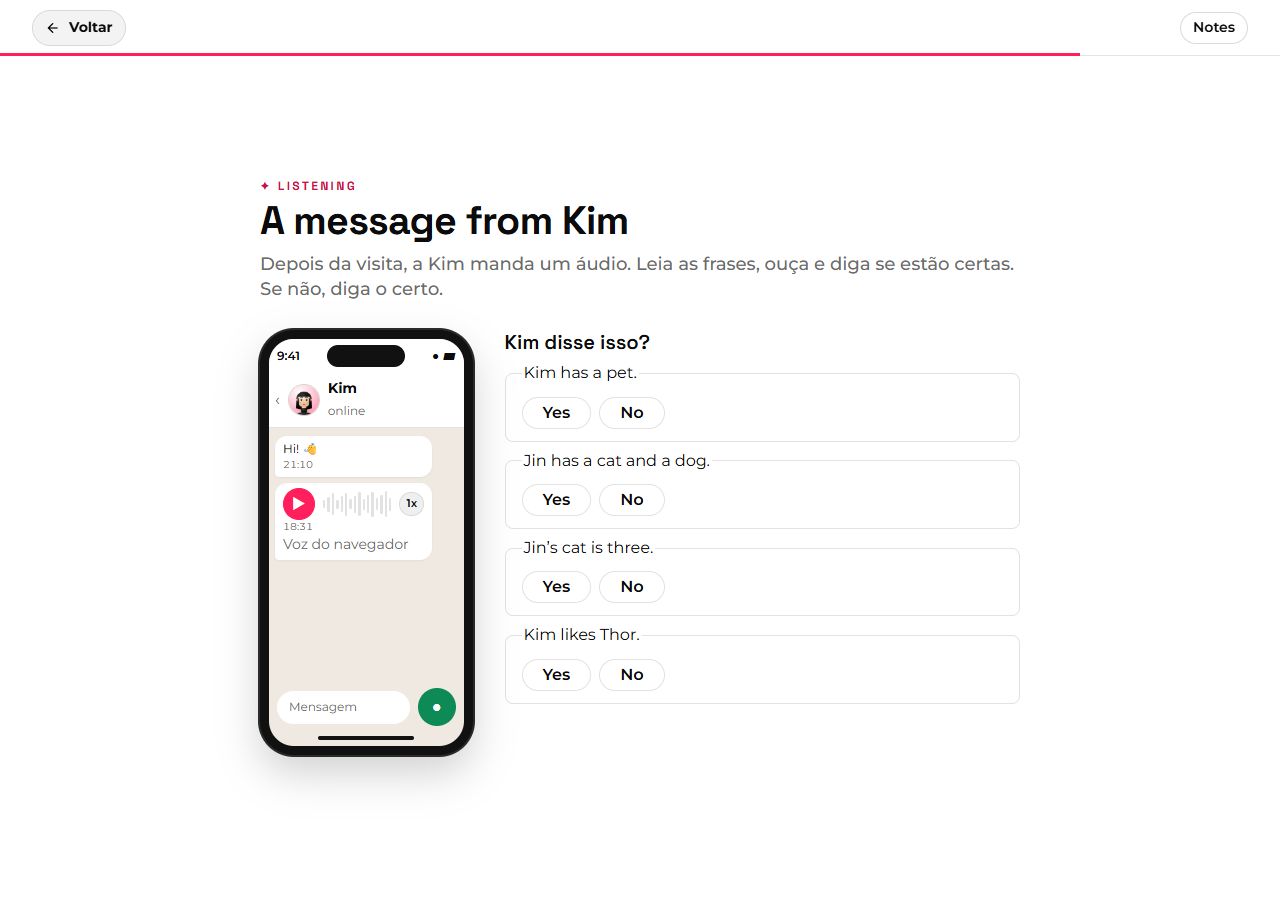 Voltar
Notes
LISTENING
A message from Kim
Depois da visita, a Kim manda um áudio. Leia as frases, ouça e diga se estão certas.
Se não, diga o certo.
9:41
Kim
online
Hi! 👋
21:10
1x
18:31
Voz do navegador
Mensagem
Kim disse isso?
Kim has a pet.
Yes No
Jin has a cat and a dog.
Yes No
Jin’s cat is three.
Yes No
Kim likes Thor.
Yes No